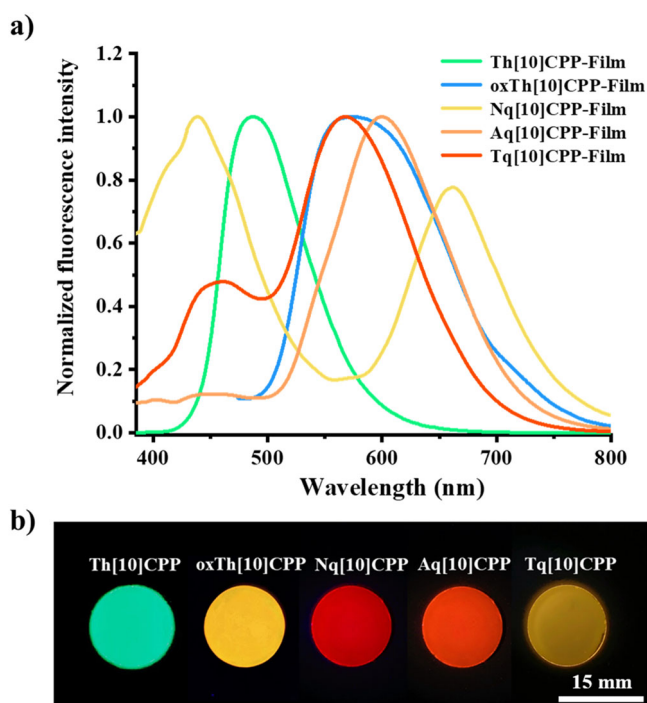 a)
Normalized fluorescence intensity
1.2
1.0
0.8
0.6
0.4
0.2
0.0
Th[10]CPP-Film
oxTh[10]CPP-Film
Nq[10]CPP-Film
Aq[10]CPP-Film
Tq[10]CPP-Film
400 500 600 700 800
Wavelength (nm)
b)
Th[10]CPP oxTh[10]CPP Nq[10]CPP Aq[10]CPP Tq[10]CPP
15 mm